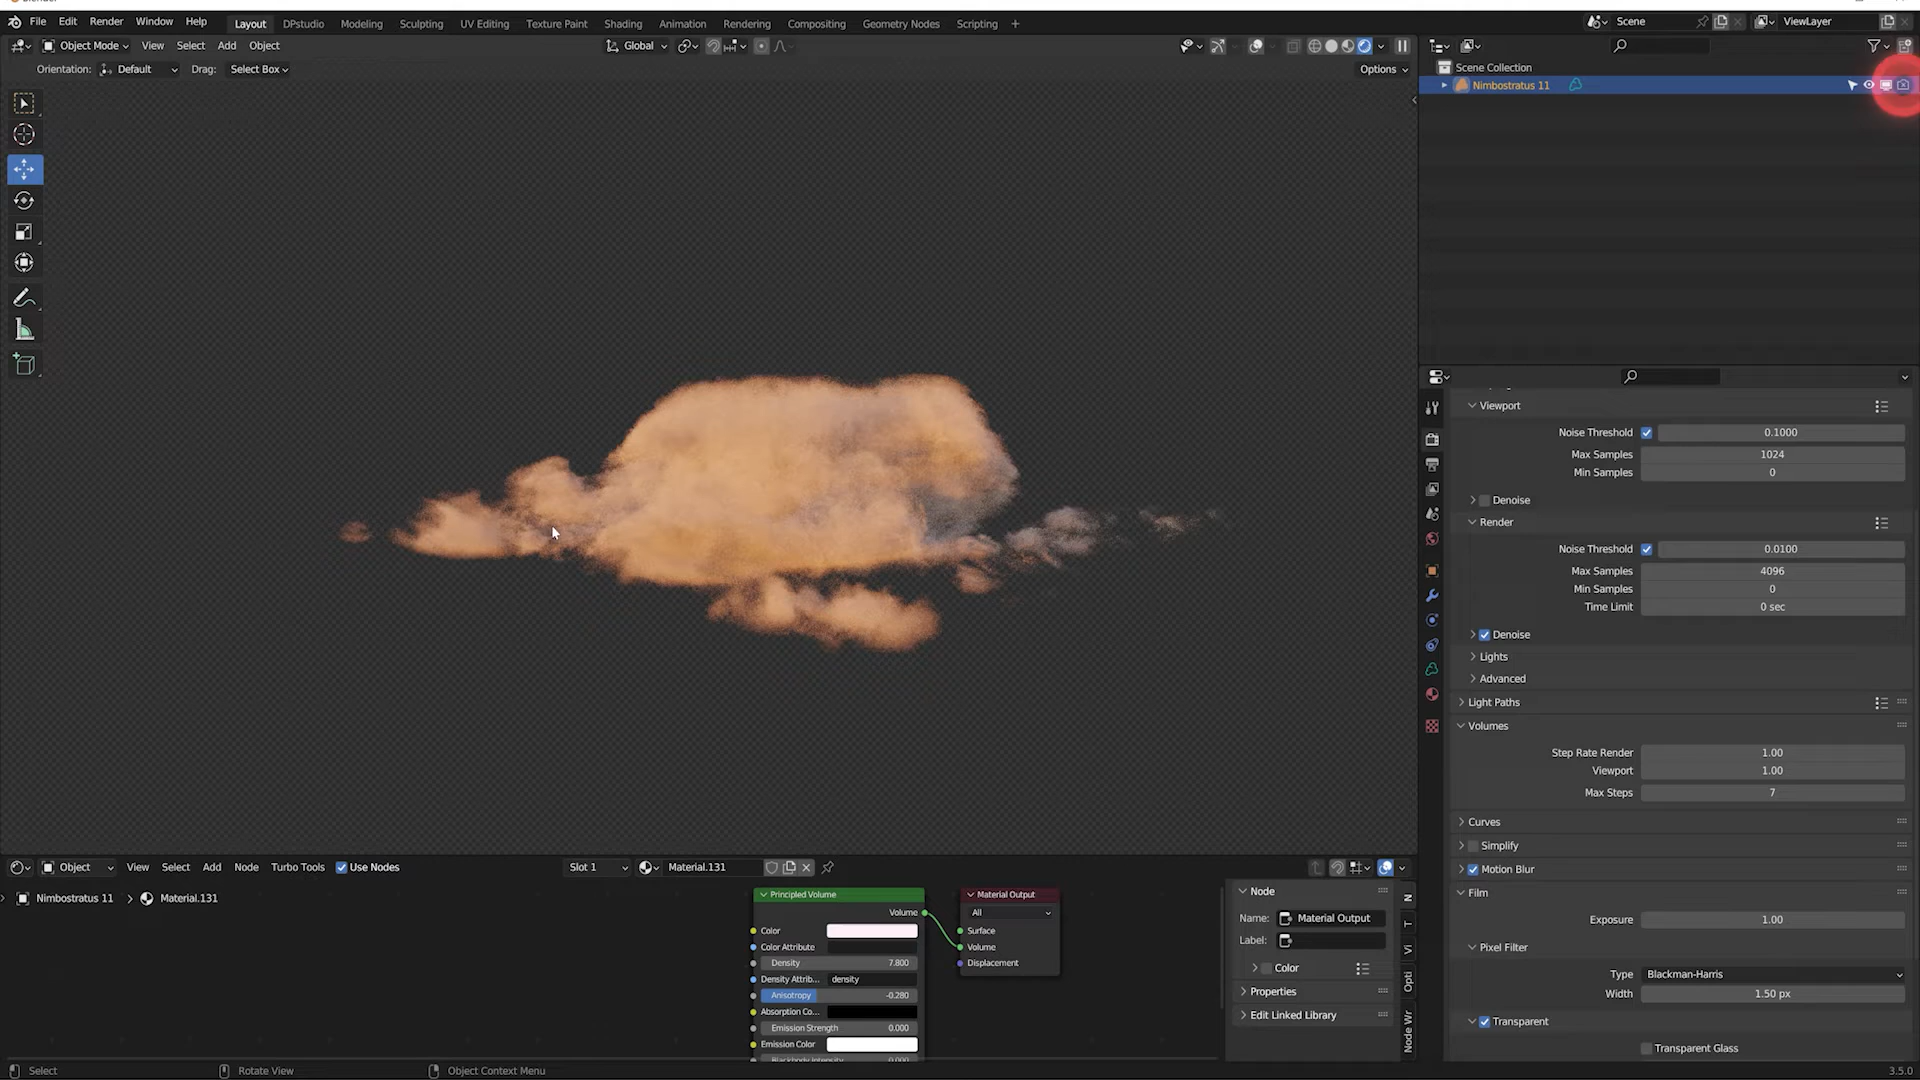 File Edit Render Window Help
Layout DPstudio Modeling Sculpting UV Editing Texture Paint Shading Animation Rendering Compositing Geometry Nodes Scripting +
Scene
ViewLayer
Object Mode View Select Add Object
Global
Orientation: Default Drag: Select Box
Options
Scene Collection
Nimbostratus 11
Viewport
Noise Threshold 0.1000
Max Samples 1024
Min Samples 0
Denoise
Render
Noise Threshold 0.0100
Max Samples 4096
Min Samples 0
Time Limit 0 sec
Denoise
Lights
Advanced
Light Paths
Volumes
Step Rate Render 1.00
Viewport 1.00
Max Steps 7
Curves
Simplify
Motion Blur
Film
Exposure 1.00
Pixel Filter
Type Blackman-Harris
Width 1.50 px
Transparent
Transparent Glass
Object View Select Add Node Turbo Tools Use Nodes
Slot 1
Material.131
Nimbostratus 11 > Material.131
Principled Volume
Volume
Color
Color Attribute
Density 7.800
Density Attrib... density
Anisotropy -0.280
Absorption Co...
Emission Strength 0.000
Emission Color
Blackbody Intensity 0.000
Material Output
All
Surface
Volume
Displacement
Node
Name: Material Output
Label:
Color
Properties
Edit Linked Library
N
T
Vi
Opti
Node Wr
Select
Rotate View
Object Context Menu
3.5.0